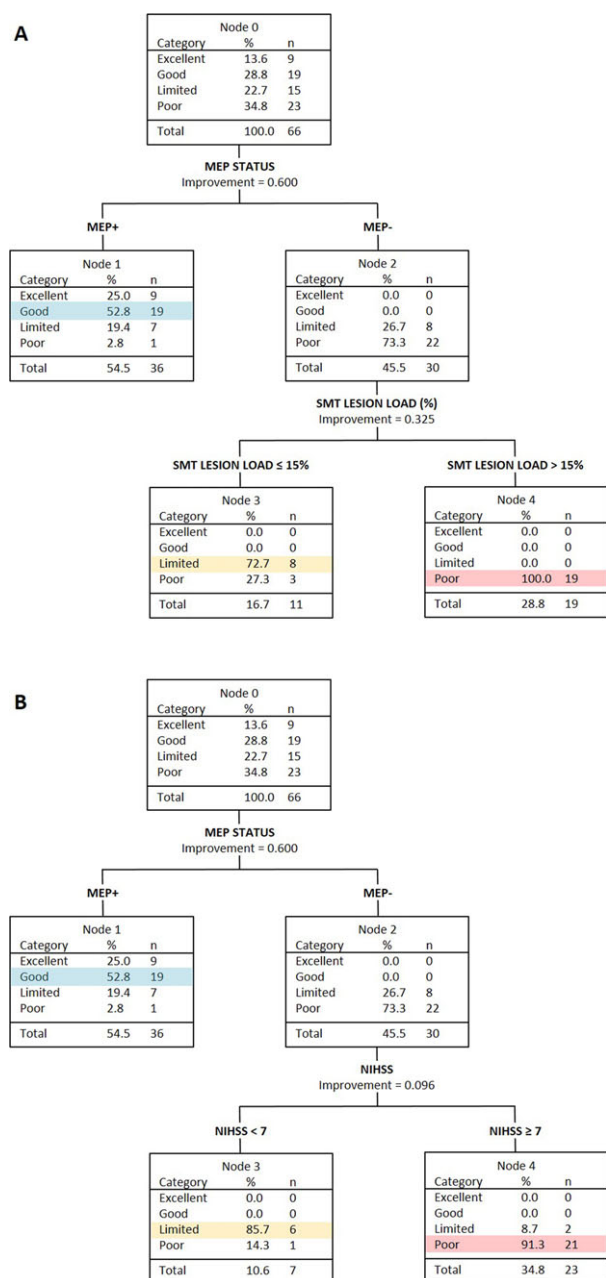 A
Node 0
Category % n
Excellent 13.6 9
Good 28.8 19
Limited 22.7 15
Poor 34.8 23
Total 100.0 66
MEP STATUS
Improvement = 0.600
MEP+ MEP-
Node 1
Category % n
Excellent 25.0 9
Good 52.8 19
Limited 19.4 7
Poor 2.8 1
Total 54.5 36
Node 2
Category % n
Excellent 0.0 0
Good 0.0 0
Limited 26.7 8
Poor 73.3 22
Total 45.5 30
SMT LESION LOAD (%)
Improvement = 0.325
SMT LESION LOAD ≤ 15% SMT LESION LOAD > 15%
Node 3
Category % n
Excellent 0.0 0
Good 0.0 0
Limited 72.7 8
Poor 27.3 3
Total 16.7 11
Node 4
Category % n
Excellent 0.0 0
Good 0.0 0
Limited 0.0 0
Poor 100.0 19
Total 28.8 19
B
Node 0
Category % n
Excellent 13.6 9
Good 28.8 19
Limited 22.7 15
Poor 34.8 23
Total 100.0 66
MEP STATUS
Improvement = 0.600
MEP+ MEP-
Node 1
Category % n
Excellent 25.0 9
Good 52.8 19
Limited 19.4 7
Poor 2.8 1
Total 54.5 36
Node 2
Category % n
Excellent 0.0 0
Good 0.0 0
Limited 26.7 8
Poor 73.3 22
Total 45.5 30
NIHSS
Improvement = 0.096
NIHSS < 7 NIHSS ≥ 7
Node 3
Category % n
Excellent 0.0 0
Good 0.0 0
Limited 85.7 6
Poor 14.3 1
Total 10.6 7
Node 4
Category % n
Excellent 0.0 0
Good 0.0 0
Limited 8.7 2
Poor 91.3 21
Total 34.8 23